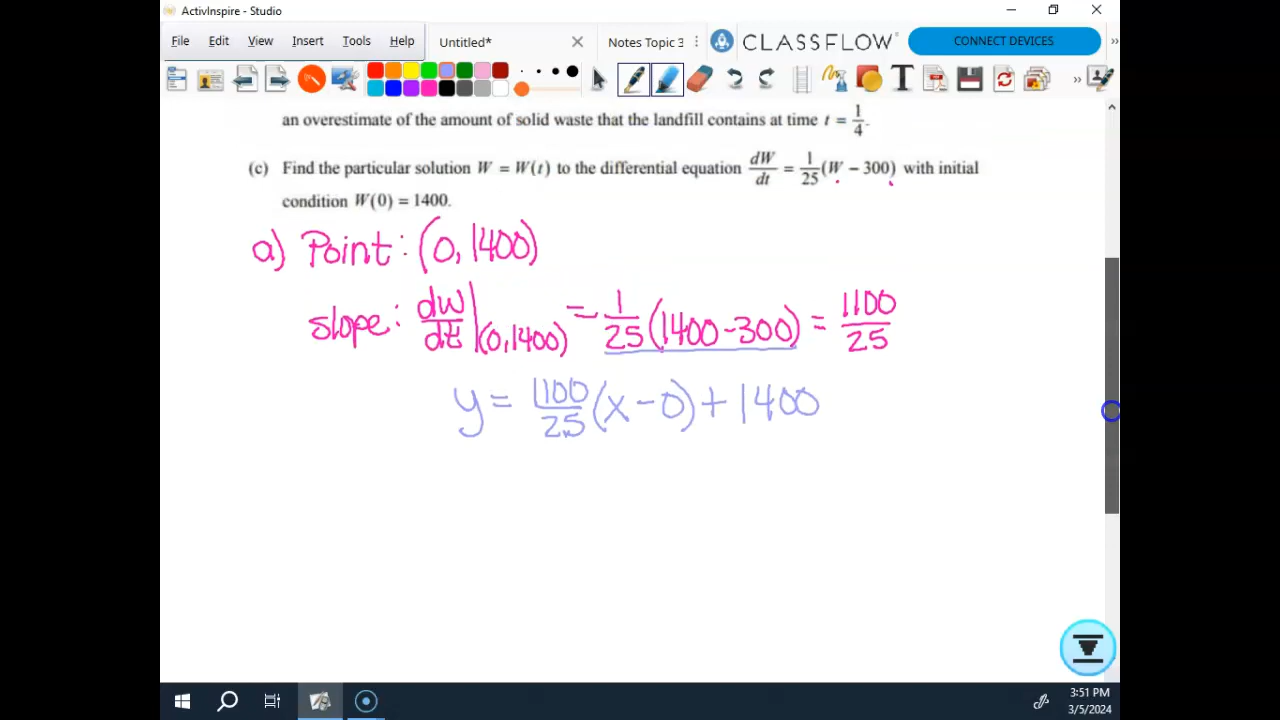 ActivInspire - Studio
File Edit View Insert Tools Help Untitled* Notes Topic 3 CLASSFLOW CONNECT DEVICES
an overestimate of the amount of solid waste that the landfill contains at time t = 1/4.
(c) Find the particular solution W = W(t) to the differential equation dW/dt = 1/25(W − 300) with initial
condition W(0) = 1400.
a) Point: (0, 1400)
slope: dw/dt|(0,1400) = 1/25(1400-300) = 1100/25
y = 1100/25(x-0)+1400
3:51 PM
3/5/2024